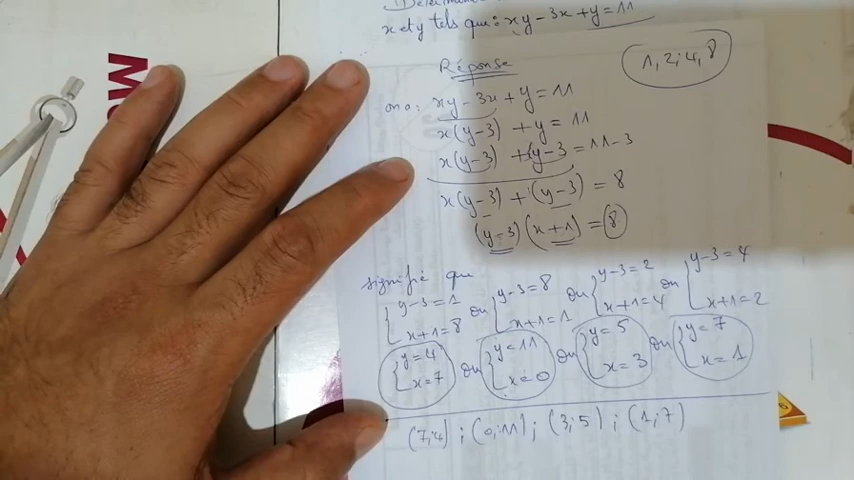 x et y tels que: xy - 3x + y = 11
Réponse
1, 2; 4, 8
on a: xy - 3x + y = 11
x(y-3) + y = 11
x(y-3) + (y-3 = 11-3
x(y-3) + (y-3) = 8
(y-3)(x+1) = 8
signifie que
{ y-3=1 ou { y-3=8 ou { y-3=2 ou { y-3=4
x+1=8 x+1=1 x+1=4 x+1=2
{ y=4 ou { y=11 ou { y=5 ou { y=7
x=7 x=0 x=3 x=1
(7;4) ; (0;11) ; (3;5) ; (1;7)